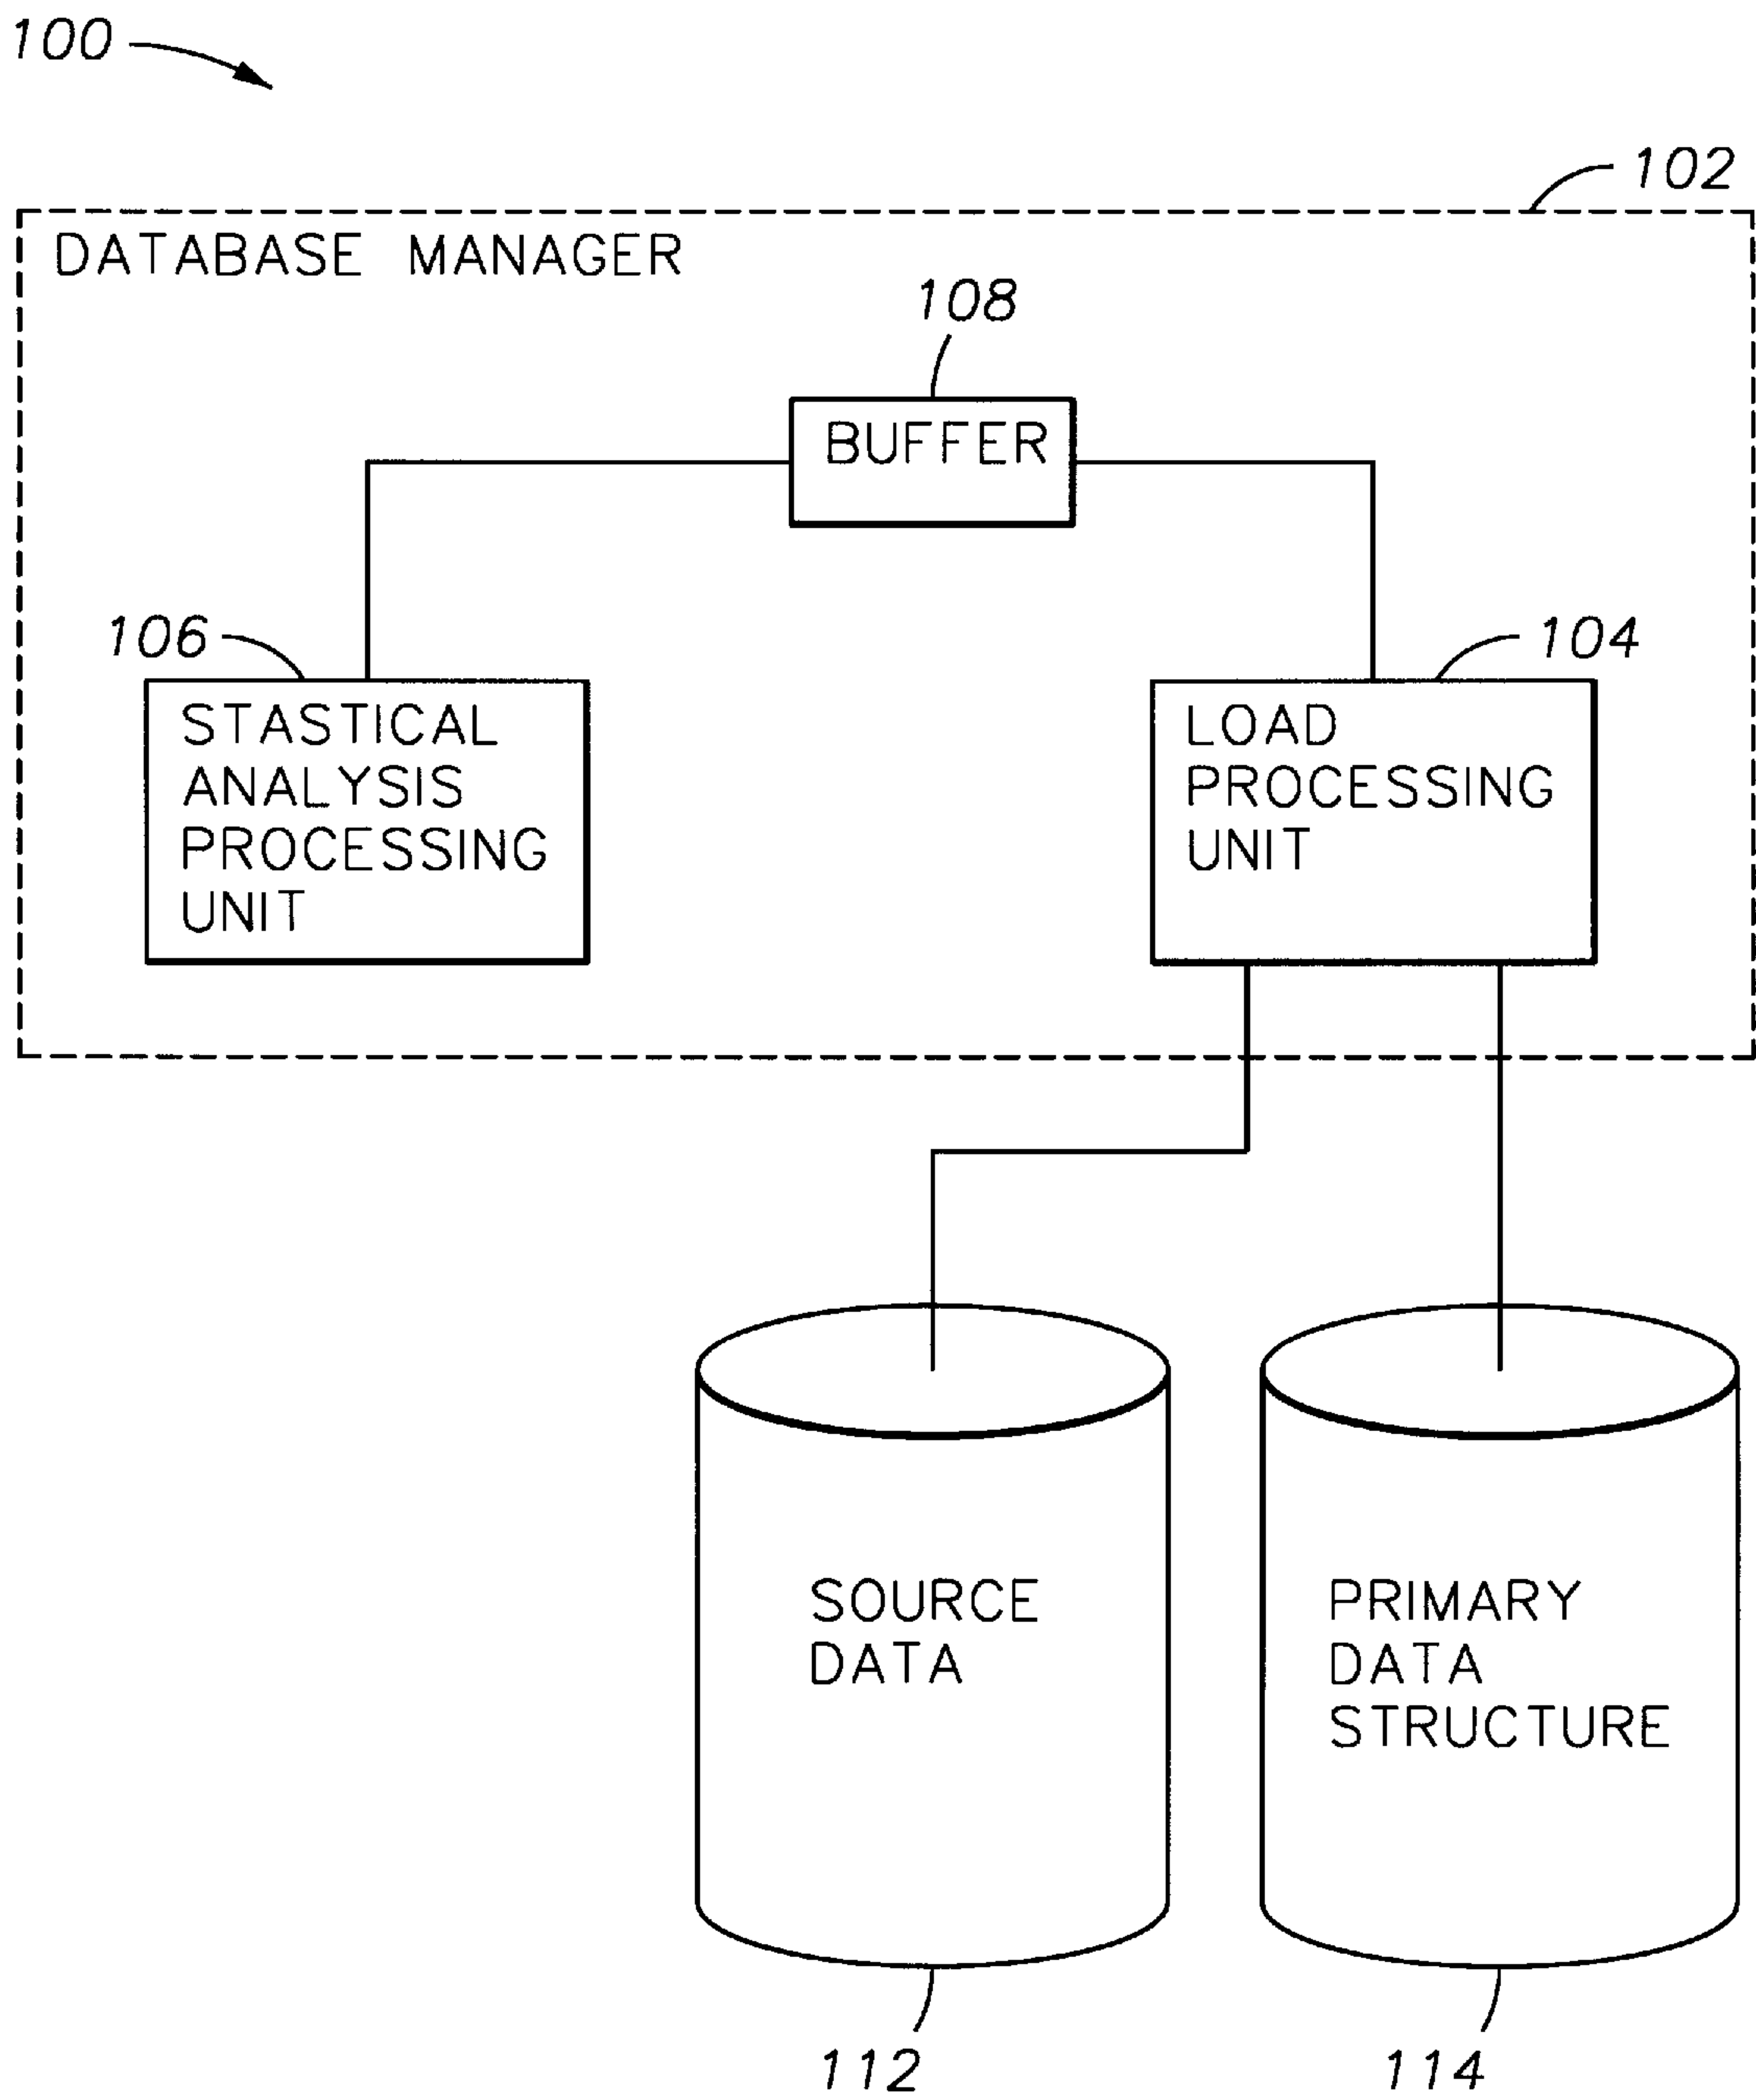 100
102
DATABASE MANAGER
108
BUFFER
106
104
STASTICAL
ANALYSIS
PROCESSING
UNIT
LOAD
PROCESSING
UNIT
SOURCE
DATA
PRIMARY
DATA
STRUCTURE
112
114